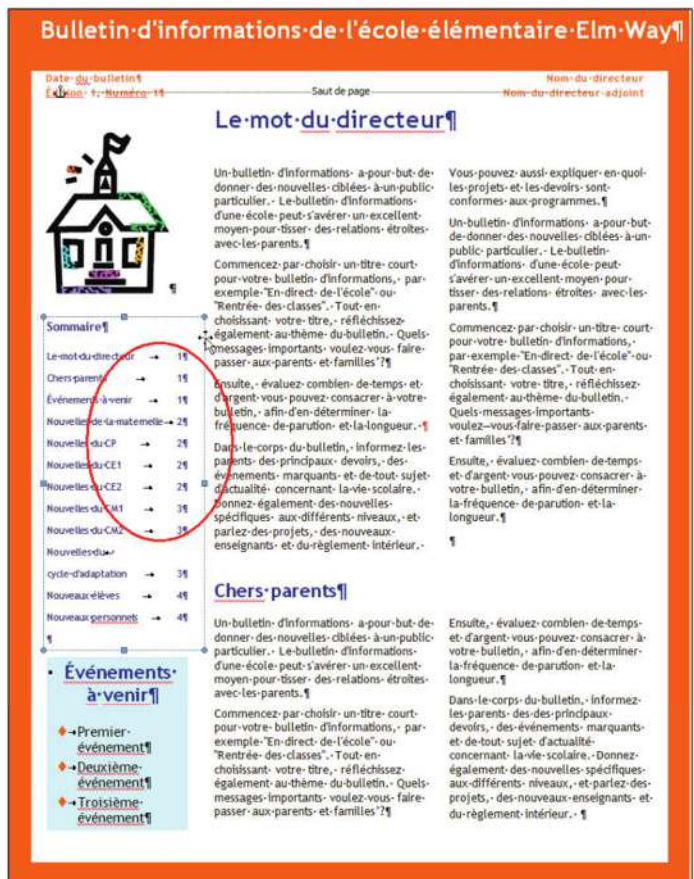 Bulletin d'informations de l'école élémentaire Elm Way¶
Date du bulletin¶
Édition 1, Numéro 1¶
Saut de page
Nom du directeur
Nom du directeur adjoint
¶
Sommaire¶
Le mot du directeur → 1¶
Chers parents → 1¶
Événements à venir → 1¶
Nouvelles de la maternelle → 2¶
Nouvelles du CP → 2¶
Nouvelles du CE1 → 2¶
Nouvelles du CE2 → 2¶
Nouvelles du CM1 → 3¶
Nouvelles du CM2 → 3¶
Nouvelles du↵
cycle d'adaptation → 3¶
Nouveaux élèves → 4¶
Nouveaux personnels → 4¶
¶
• Événements
à venir¶
♦→Premier
événement¶
♦→Deuxième
événement¶
♦→Troisième
événement¶
Le mot du directeur¶
Un bulletin d'informations a pour but de
donner des nouvelles ciblées à un public
particulier. Le bulletin d'informations
d'une école peut s'avérer un excellent
moyen pour tisser des relations étroites
avec les parents.¶
Commencez par choisir un titre court
pour votre bulletin d'informations, par
exemple "En direct de l'école" ou
"Rentrée des classes". Tout en
choisissant votre titre, réfléchissez
également au thème du bulletin. Quels
messages importants voulez-vous faire
passer aux parents et familles ?¶
Ensuite, évaluez combien de temps et
d'argent vous pouvez consacrer à votre
bulletin, afin d'en déterminer la
fréquence de parution et la longueur. ¶
Dans le corps du bulletin, informez les
parents des principaux devoirs, des
événements marquants et de tout sujet
d'actualité concernant la vie scolaire.
Donnez également des nouvelles
spécifiques aux différents niveaux, et
parlez des projets, des nouveaux
enseignants et du règlement intérieur.
Vous pouvez aussi expliquer en quoi
les projets et les devoirs sont
conformes aux programmes.¶
Un bulletin d'informations a pour but
de donner des nouvelles ciblées à un
public particulier. Le bulletin
d'informations d'une école peut
s'avérer un excellent moyen pour
tisser des relations étroites avec les
parents.¶
Commencez par choisir un titre court
pour votre bulletin d'informations,
par exemple "En direct de l'école" ou
"Rentrée des classes". Tout en
choisissant votre titre, réfléchissez
également au thème du bulletin.
Quels messages importants
voulez–vous faire passer aux parents
et familles ?¶
Ensuite, évaluez combien de temps
et d'argent vous pouvez consacrer à
votre bulletin, afin d'en déterminer
la fréquence de parution et la
longueur.¶
¶
Chers parents¶
Un bulletin d'informations a pour but de
donner des nouvelles ciblées à un public
particulier. Le bulletin d'informations
d'une école peut s'avérer un excellent
moyen pour tisser des relations étroites
avec les parents.¶
Commencez par choisir un titre court
pour votre bulletin d'informations, par
exemple "En direct de l'école" ou
"Rentrée des classes". Tout en
choisissant votre titre, réfléchissez
également au thème du bulletin. Quels
messages importants voulez-vous faire
passer aux parents et familles ?¶
Ensuite, évaluez combien de temps
et d'argent vous pouvez consacrer à
votre bulletin, afin d'en déterminer
la fréquence de parution et la
longueur.¶
Dans le corps du bulletin, informez
les parents des des principaux
devoirs, des événements marquants
et de tout sujet d'actualité
concernant la vie scolaire. Donnez
également des nouvelles spécifiques
aux différents niveaux, et parlez des
projets, des nouveaux enseignants et
du règlement intérieur. ¶